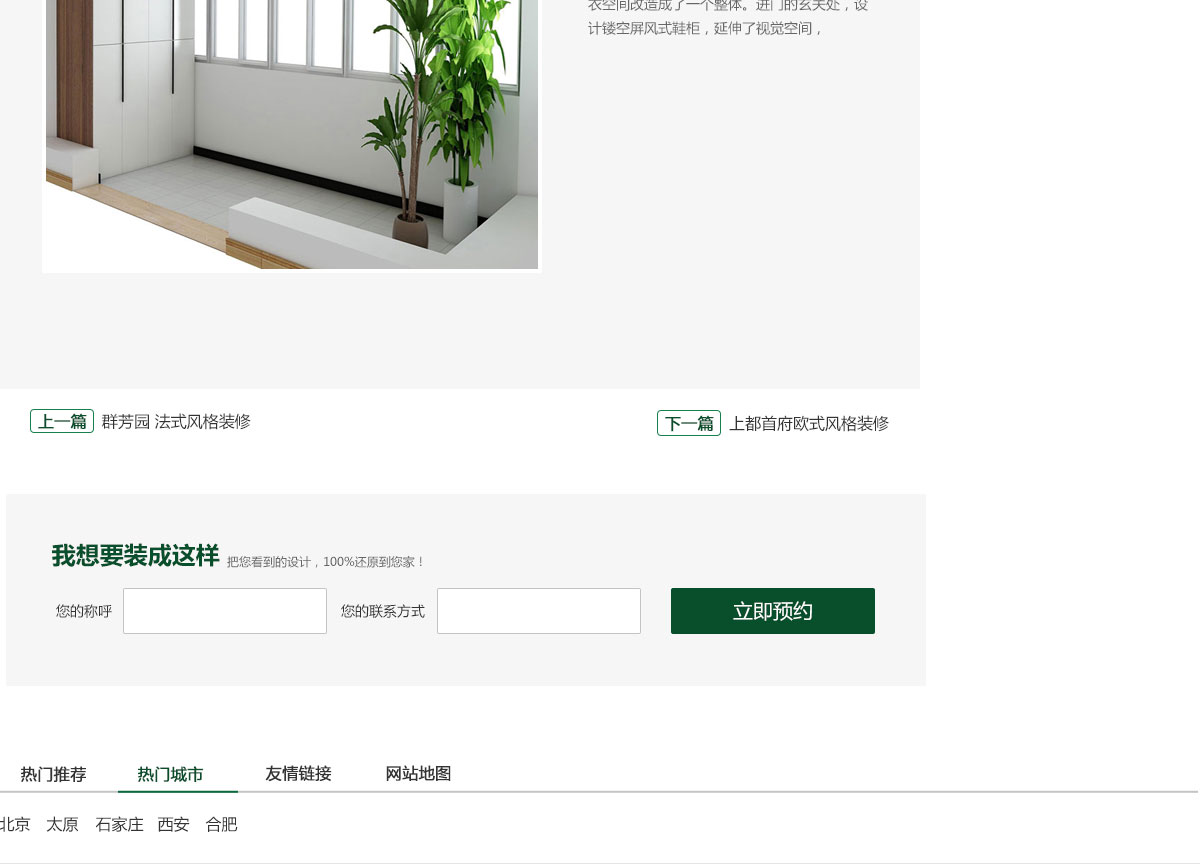 衣空间改造成了一个整体。进门的玄关处，设
计镂空屏风式鞋柜，延伸了视觉空间，
上一篇 群芳园 法式风格装修
下一篇 上都首府欧式风格装修
我想要装成这样 把您看到的设计，100%还原到您家！
您的称呼 您的联系方式 立即预约
热门推荐 热门城市 友情链接 网站地图
北京 太原 石家庄 西安 合肥